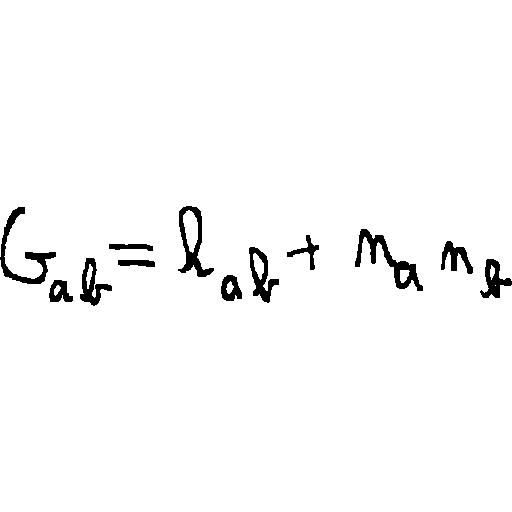 G_{ab} = h_{ab} + n_a n_b